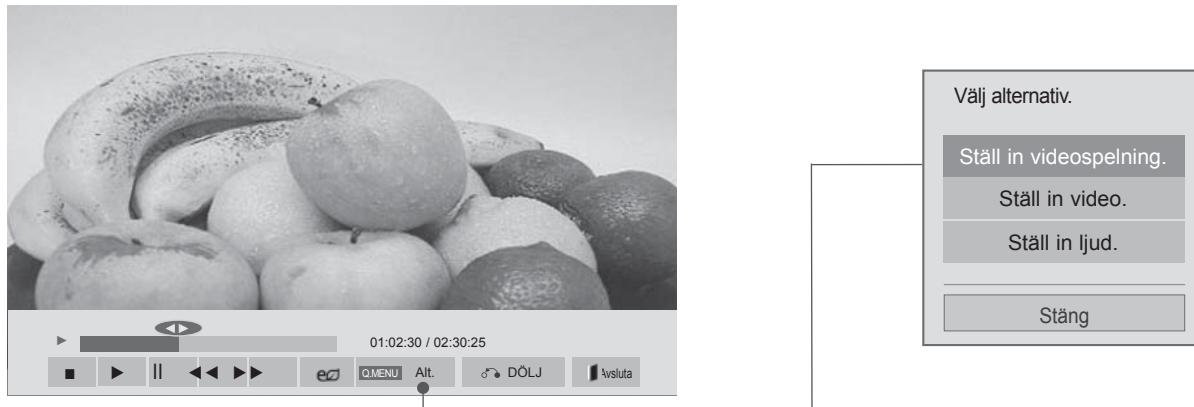 01:02:30 / 02:30:25
Q.MENU Alt. DÖLJ Avsluta
Välj alternativ.
Ställ in videospelning.
Ställ in video.
Ställ in ljud.
Stäng